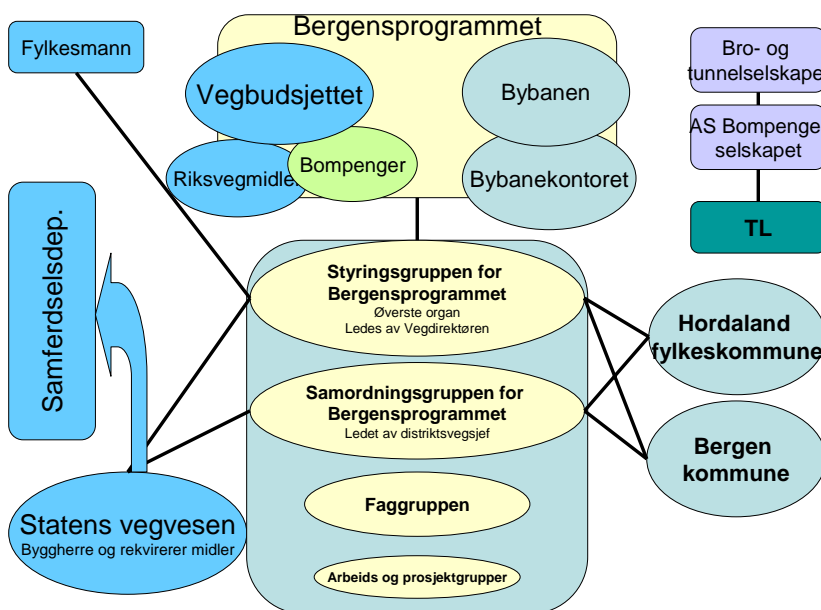 Bergensprogrammet
Fylkesmann
Vegbudsjettet
Riksvegmidler
Bompenger
Bybanen
Bybanekontoret
Bro- og
tunnelselskape
AS Bompenge
selskapet
TL
Samferdselsdep.
Styringsgruppen for
Bergensprogrammet
Øverste organ
Ledes av Vegdirektøren
Samordningsgruppen for
Bergensprogrammet
Ledet av distriktsvegsjef
Faggruppen
Arbeids og prosjektgrupper
Hordaland
fylkeskommune
Bergen
kommune
Statens vegvesen
Byggherre og rekvirerer midler